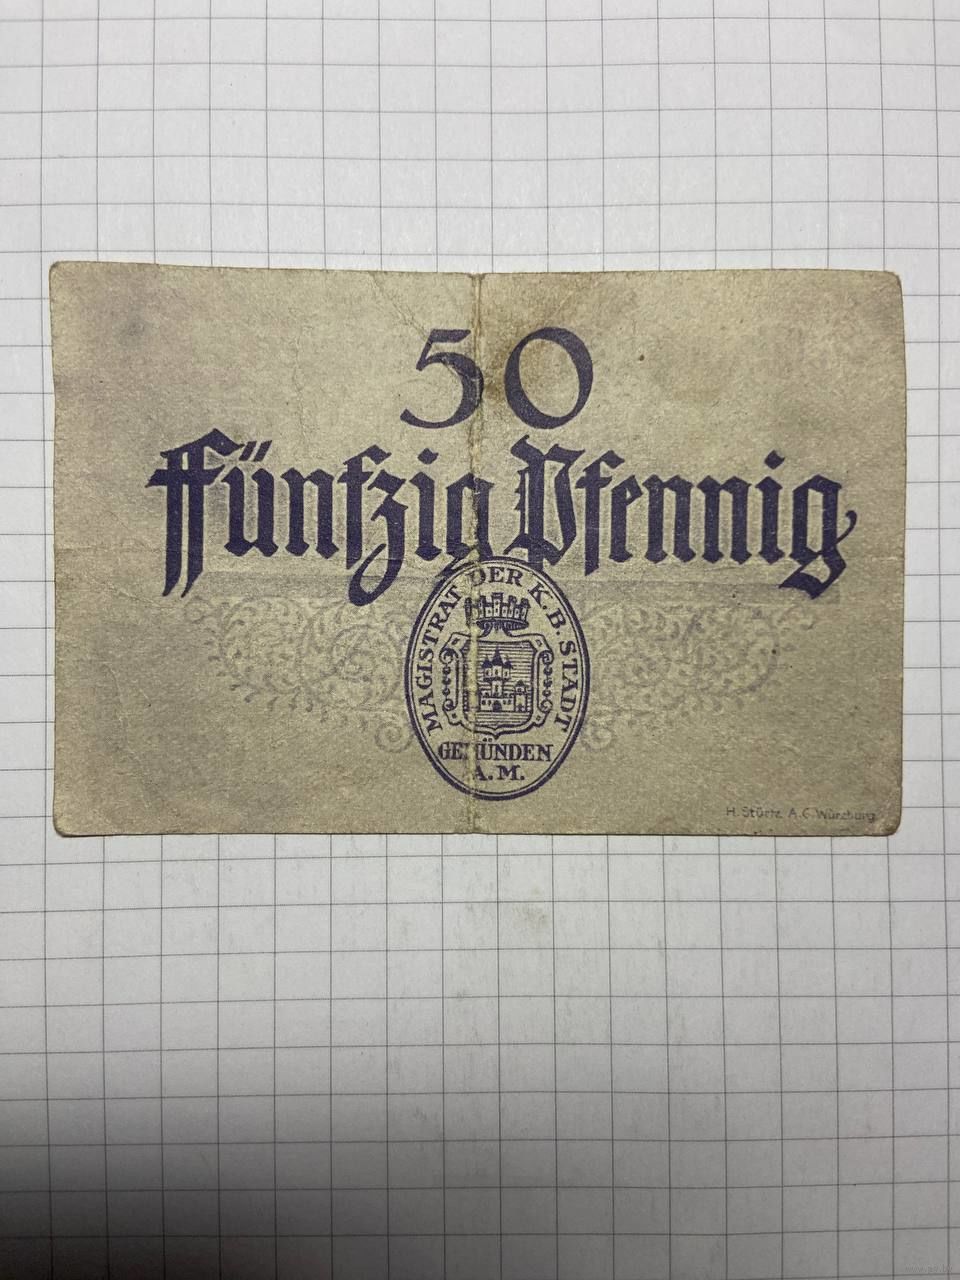 50
fünfzig Pfennig
MAGISTRAT DER K. B. STADT
GEMÜNDEN
A. M.
H. Stürtz A.G. Würzburg